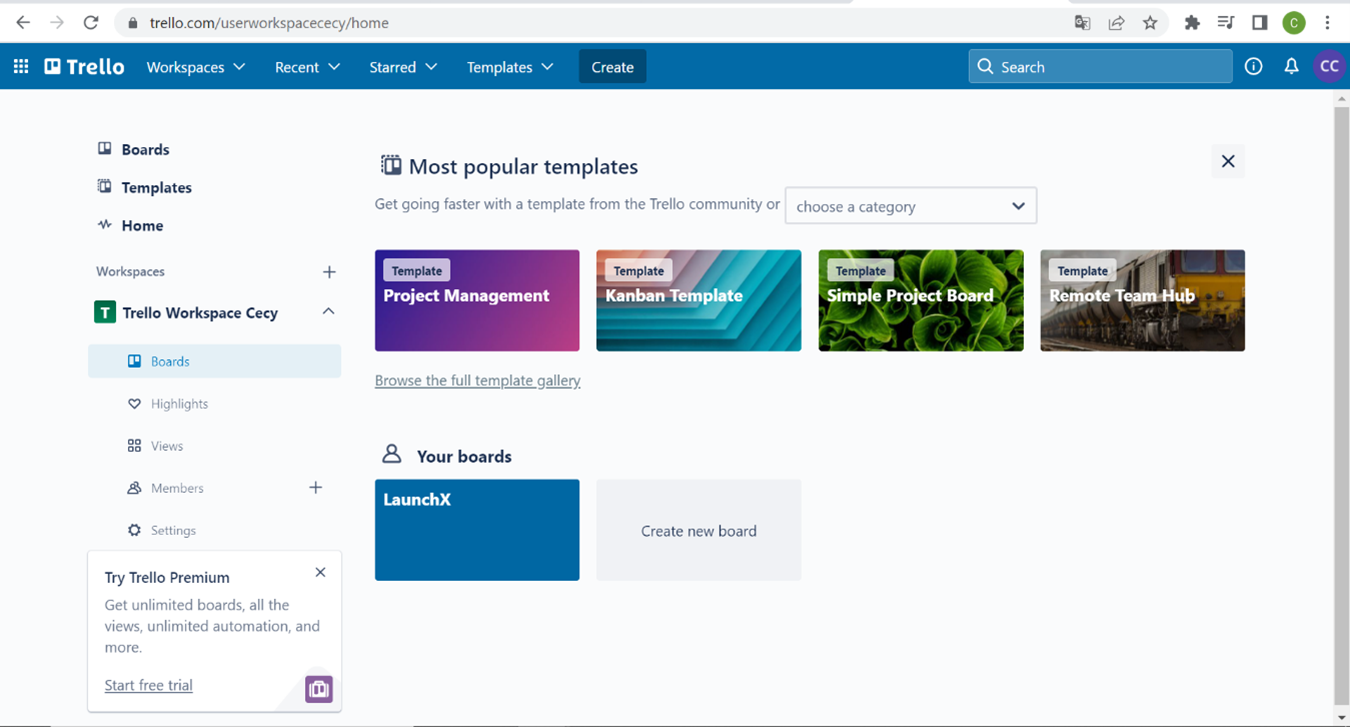 trello.com/userworkspacececy/home
C
Trello Workspaces Recent Starred Templates Create Search CC
Boards
Templates
Home
Workspaces
T Trello Workspace Cecy
Boards
Highlights
Views
Members
Settings
Try Trello Premium
Get unlimited boards, all the
views, unlimited automation, and
more.
Start free trial
Most popular templates
Get going faster with a template from the Trello community or choose a category
Template
Project Management
Template
Kanban Template
Template
Simple Project Board
Template
Remote Team Hub
Browse the full template gallery
Your boards
LaunchX
Create new board